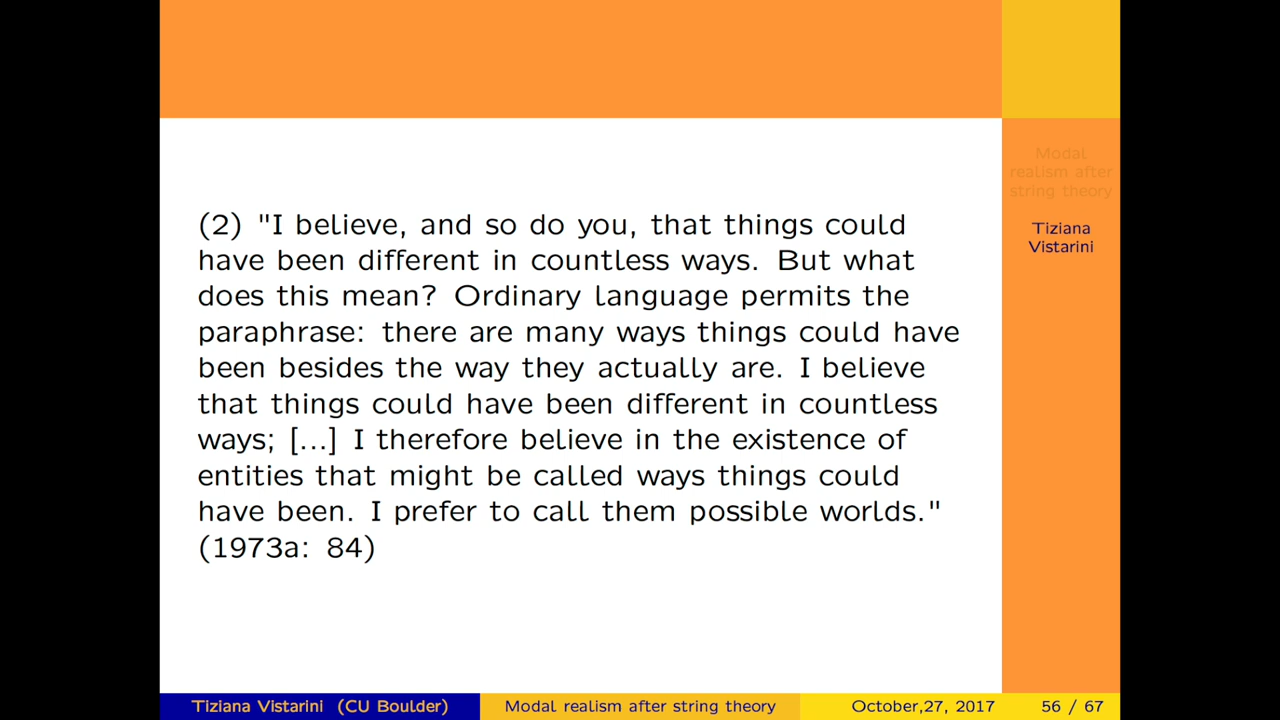 (2) "I believe, and so do you, that things could
have been different in countless ways. But what
does this mean? Ordinary language permits the
paraphrase: there are many ways things could have
been besides the way they actually are. I believe
that things could have been different in countless
ways; [...] I therefore believe in the existence of
entities that might be called ways things could
have been. I prefer to call them possible worlds."
(1973a: 84)
Modal
realism after
string theory
Tiziana
Vistarini
Tiziana Vistarini (CU Boulder)
Modal realism after string theory
October,27, 2017
56 / 67